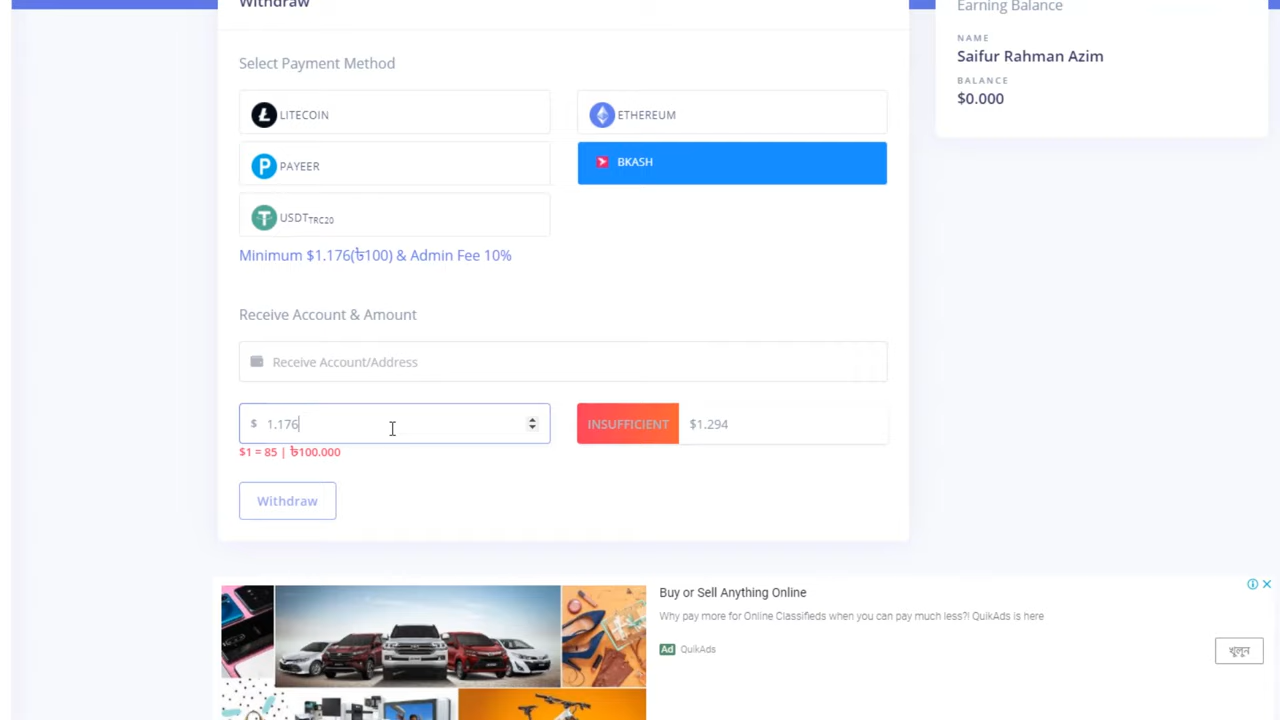 Withdraw
Earning Balance
NAME
Saifur Rahman Azim
BALANCE
$0.000
Select Payment Method
LITECOIN
ETHEREUM
PAYEER
BKASH
USDTTRC20
Minimum $1.176(৳100) & Admin Fee 10%
Receive Account & Amount
Receive Account/Address
$ 1.176
INSUFFICIENT $1.294
$1 = 85 | ৳100.000
Withdraw
Buy or Sell Anything Online
Why pay more for Online Classifieds when you can pay much less?! QuikAds is here
Ad QuikAds
খুলুন